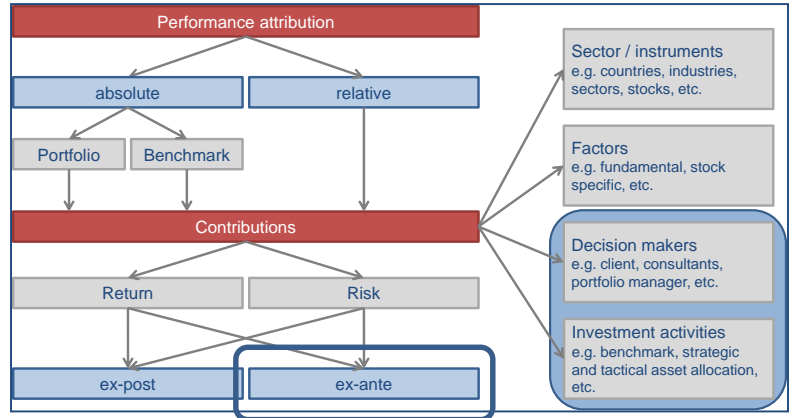 Performance attribution
absolute
relative
Portfolio
Benchmark
Contributions
Return
Risk
ex-post
ex-ante
Sector / instruments
e.g. countries, industries,
sectors, stocks, etc.
Factors
e.g. fundamental, stock
specific, etc.
Decision makers
e.g. client, consultants,
portfolio manager, etc.
Investment activities
e.g. benchmark, strategic
and tactical asset allocation,
etc.